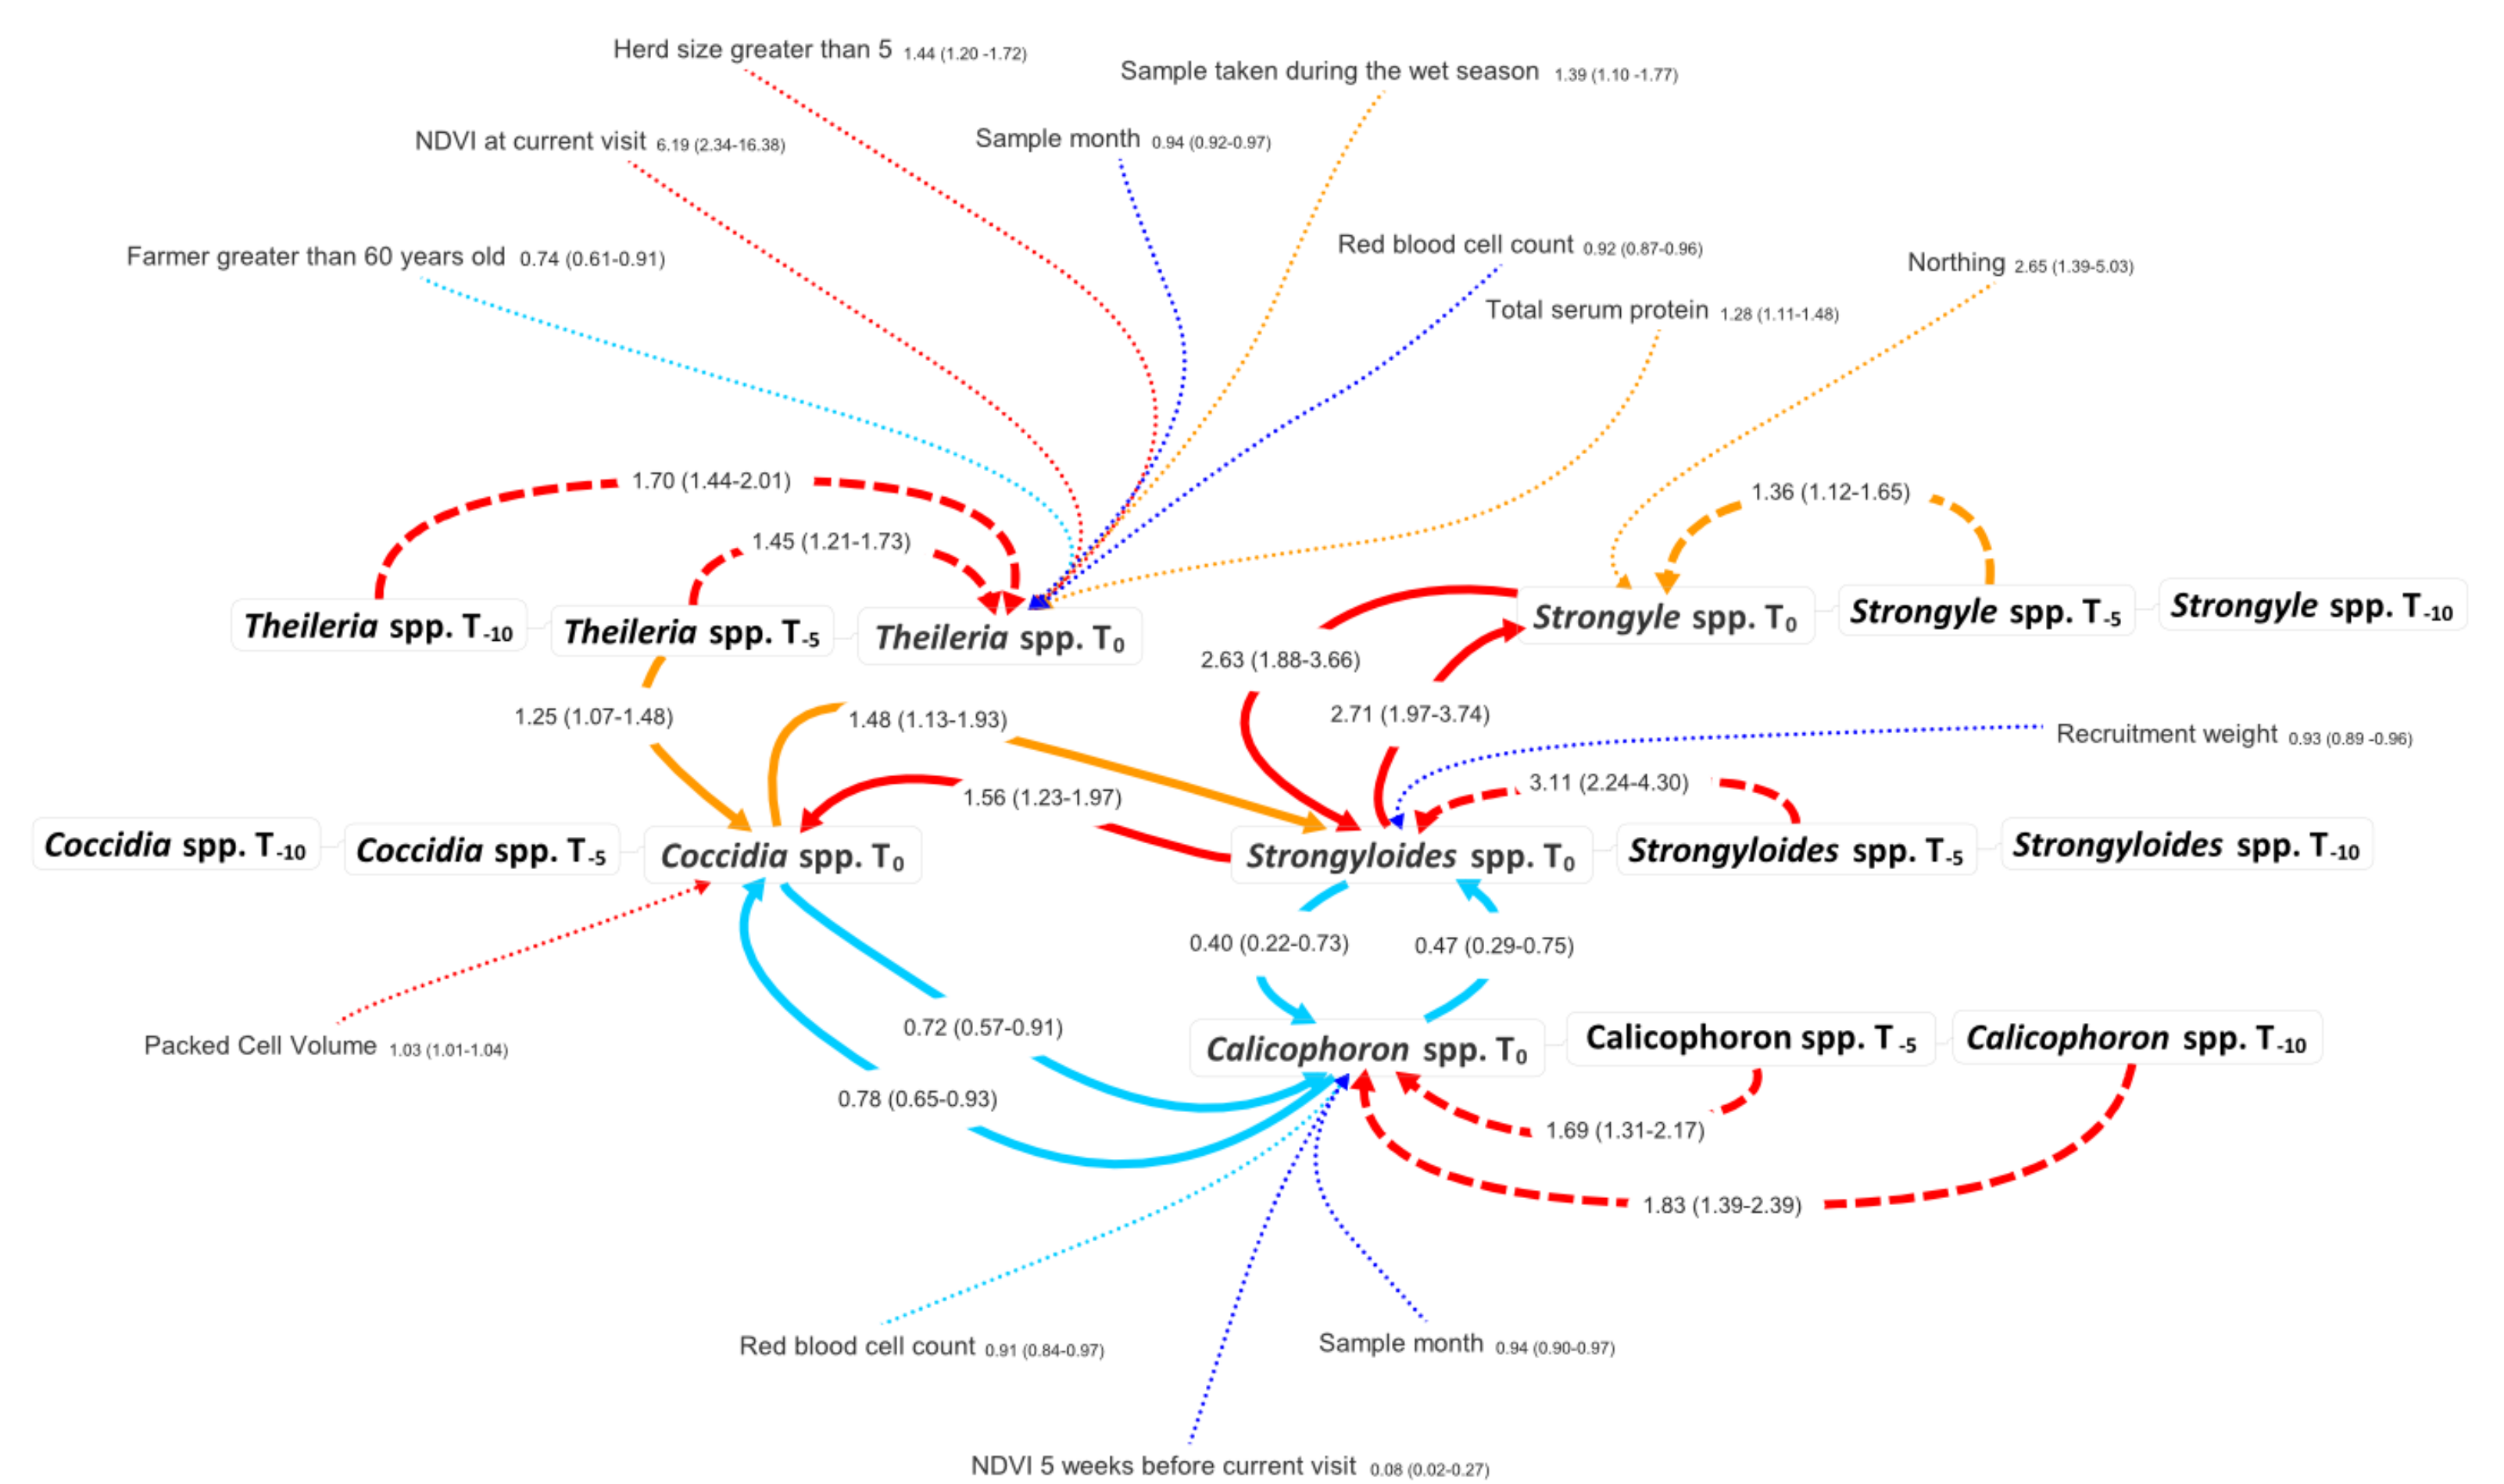 Herd size greater than 5 1.44 (1.20 -1.72)
Sample taken during the wet season 1.39 (1.10 -1.77)
NDVI at current visit 6.19 (2.34-16.38)
Sample month 0.94 (0.92-0.97)
Farmer greater than 60 years old 0.74 (0.61-0.91)
Red blood cell count 0.92 (0.87-0.96)
Northing 2.65 (1.39-5.03)
Total serum protein 1.28 (1.11-1.48)
1.70 (1.44-2.01)
1.36 (1.12-1.65)
1.45 (1.21-1.73)
Theileria spp. T-10
Theileria spp. T-5
Theileria spp. T0
Strongyle spp. T0
Strongyle spp. T-5
Strongyle spp. T-10
2.63 (1.88-3.66)
1.25 (1.07-1.48)
1.48 (1.13-1.93)
2.71 (1.97-3.74)
Recruitment weight 0.93 (0.89 -0.96)
1.56 (1.23-1.97)
3.11 (2.24-4.30)
Coccidia spp. T-10
Coccidia spp. T-5
Coccidia spp. T0
Strongyloides spp. T0
Strongyloides spp. T-5
Strongyloides spp. T-10
0.40 (0.22-0.73)
0.47 (0.29-0.75)
Packed Cell Volume 1.03 (1.01-1.04)
0.72 (0.57-0.91)
Calicophoron spp. T0
Calicophoron spp. T -5
Calicophoron spp. T-10
0.78 (0.65-0.93)
1.69 (1.31-2.17)
1.83 (1.39-2.39)
Red blood cell count 0.91 (0.84-0.97)
Sample month 0.94 (0.90-0.97)
NDVI 5 weeks before current visit 0.08 (0.02-0.27)